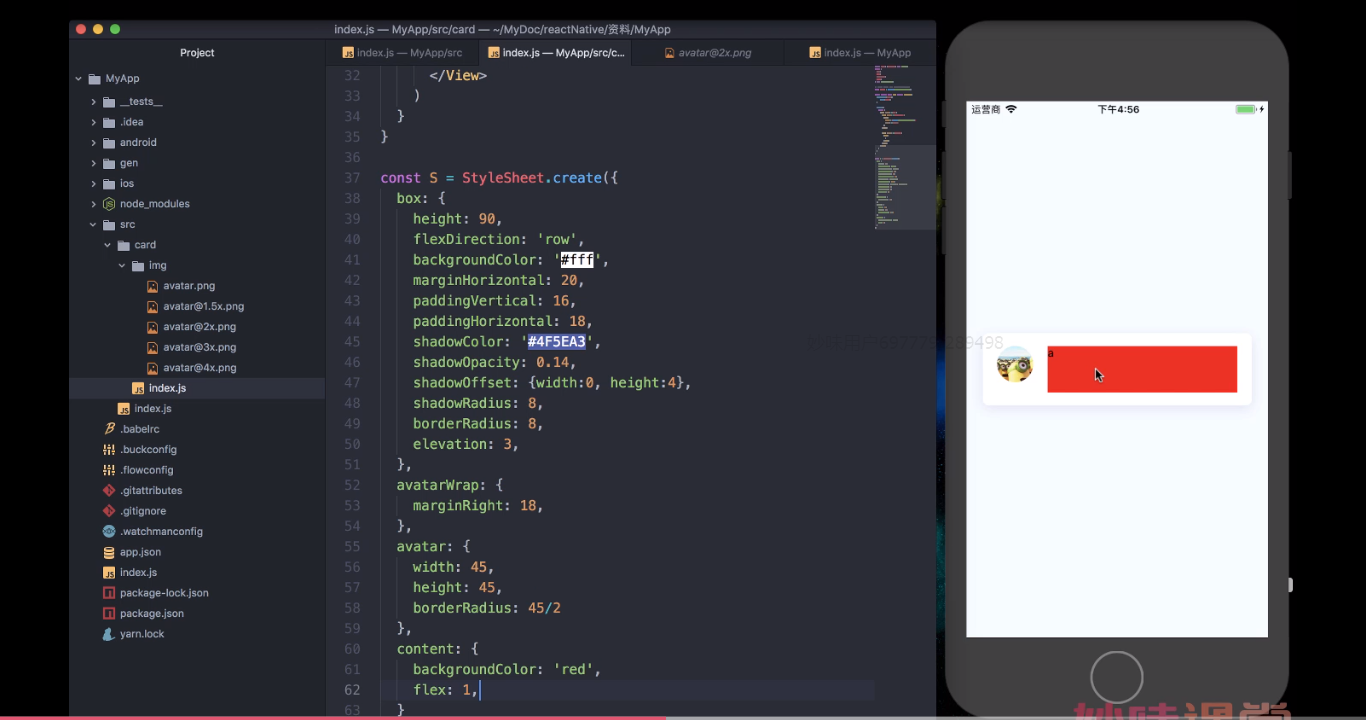 index.js — MyApp/src/card — ~/MyDoc/reactNative/资料/MyApp
Project
index.js — MyApp/src
index.js — MyApp/src/c...
avatar@2x.png
index.js — MyApp
MyApp
__tests__
.idea
android
gen
ios
node_modules
src
card
img
avatar.png
avatar@1.5x.png
avatar@2x.png
avatar@3x.png
avatar@4x.png
index.js
index.js
.babelrc
.buckconfig
.flowconfig
.gitattributes
.gitignore
.watchmanconfig
app.json
index.js
package-lock.json
package.json
yarn.lock
32 </View>
33 )
34 }
35 }
36
37 const S = StyleSheet.create({
38 box: {
39 height: 90,
40 flexDirection: 'row',
41 backgroundColor: '#fff',
42 marginHorizontal: 20,
43 paddingVertical: 16,
44 paddingHorizontal: 18,
45 shadowColor: '#4F5EA3',
46 shadowOpacity: 0.14,
47 shadowOffset: {width:0, height:4},
48 shadowRadius: 8,
49 borderRadius: 8,
50 elevation: 3,
51 },
52 avatarWrap: {
53 marginRight: 18,
54 },
55 avatar: {
56 width: 45,
57 height: 45,
58 borderRadius: 45/2
59 },
60 content: {
61 backgroundColor: 'red',
62 flex: 1,
63 }
运营商
下午4:56
a
妙味课堂